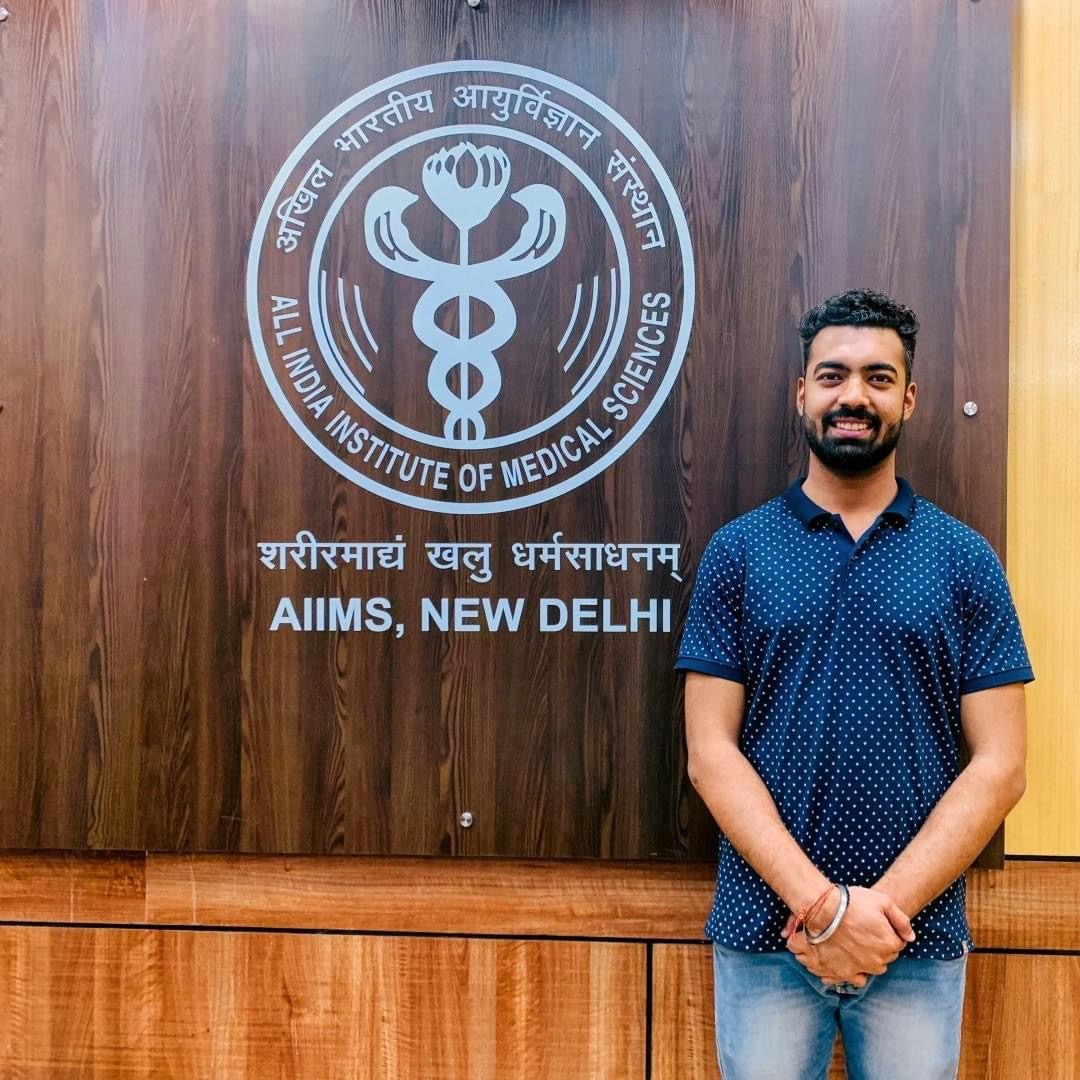 अखिल भारतीय आयुर्विज्ञान संस्थान
ALL INDIA INSTITUTE OF MEDICAL SCIENCES
शरीरमाद्यं खलु धर्मसाधनम्
AIIMS, NEW DELHI